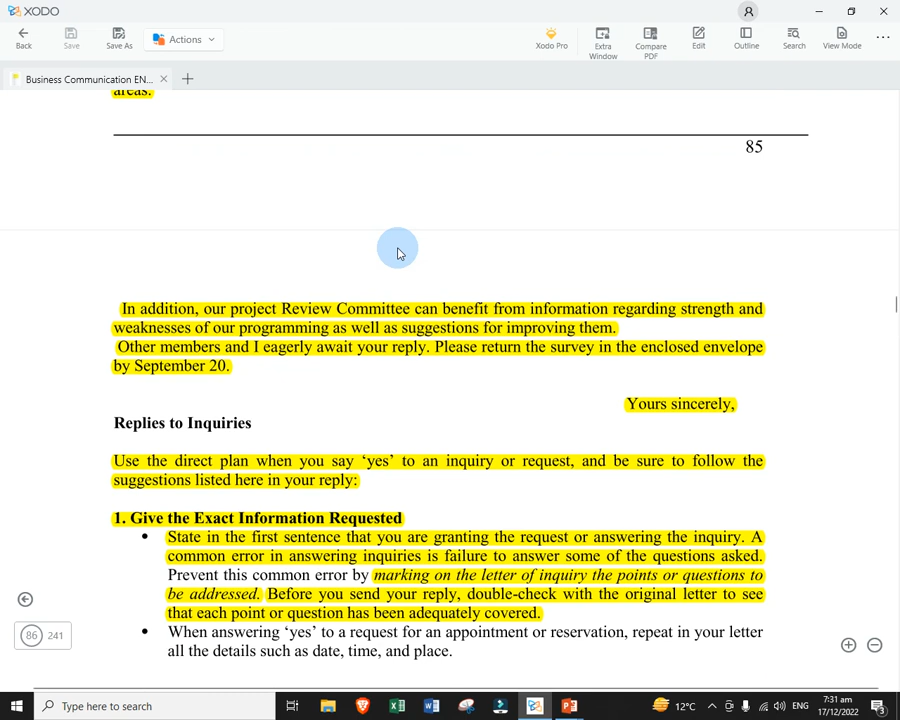 XODO
Back
Save
Save As
Actions
Xodo Pro
Extra Window
Compare PDF
Edit
Outline
Search
View Mode
Business Communication EN...
areas.
85
In addition, our project Review Committee can benefit from information regarding strength and
weaknesses of our programming as well as suggestions for improving them.
Other members and I eagerly await your reply. Please return the survey in the enclosed envelope
by September 20.
Yours sincerely,
Replies to Inquiries
Use the direct plan when you say ‘yes’ to an inquiry or request, and be sure to follow the
suggestions listed here in your reply:
1. Give the Exact Information Requested
• State in the first sentence that you are granting the request or answering the inquiry. A
common error in answering inquiries is failure to answer some of the questions asked.
Prevent this common error by marking on the letter of inquiry the points or questions to
be addressed. Before you send your reply, double-check with the original letter to see
that each point or question has been adequately covered.
• When answering ‘yes’ to a request for an appointment or reservation, repeat in your letter
all the details such as date, time, and place.
86 241
Type here to search
12°C
ENG
7:31 am
17/12/2022
3